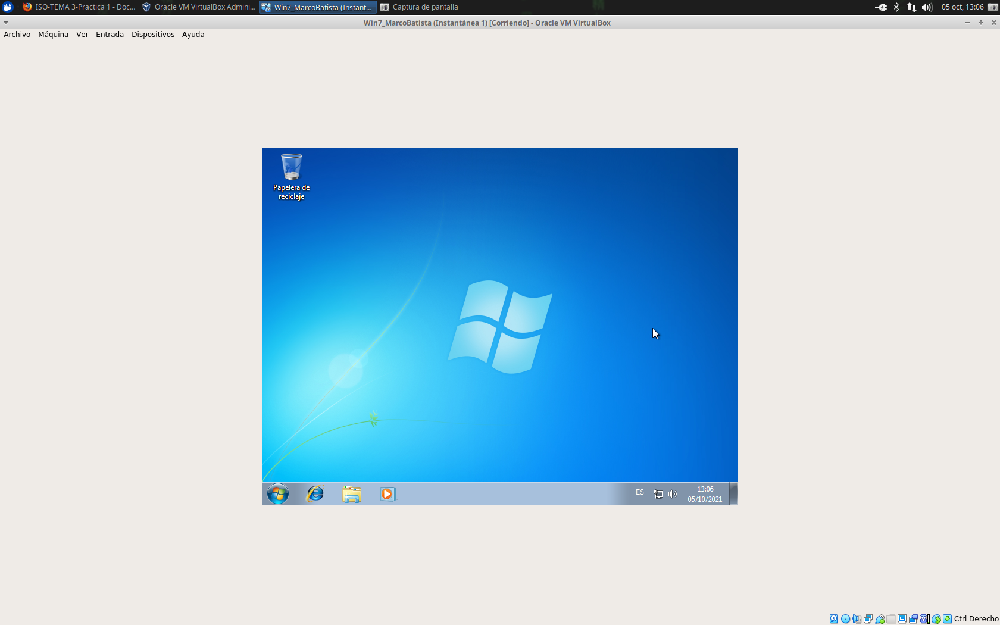 ISO-TEMA 3-Practica 1 - Doc...
Oracle VM VirtualBox Admini...
Win7_MarcoBatista (Instant...
Captura de pantalla
05 oct, 13:06
Win7_MarcoBatista (Instantánea 1) [Corriendo] - Oracle VM VirtualBox
Archivo Máquina Ver Entrada Dispositivos Ayuda
Papelera de
reciclaje
ES
13:06
05/10/2021
Ctrl Derecho